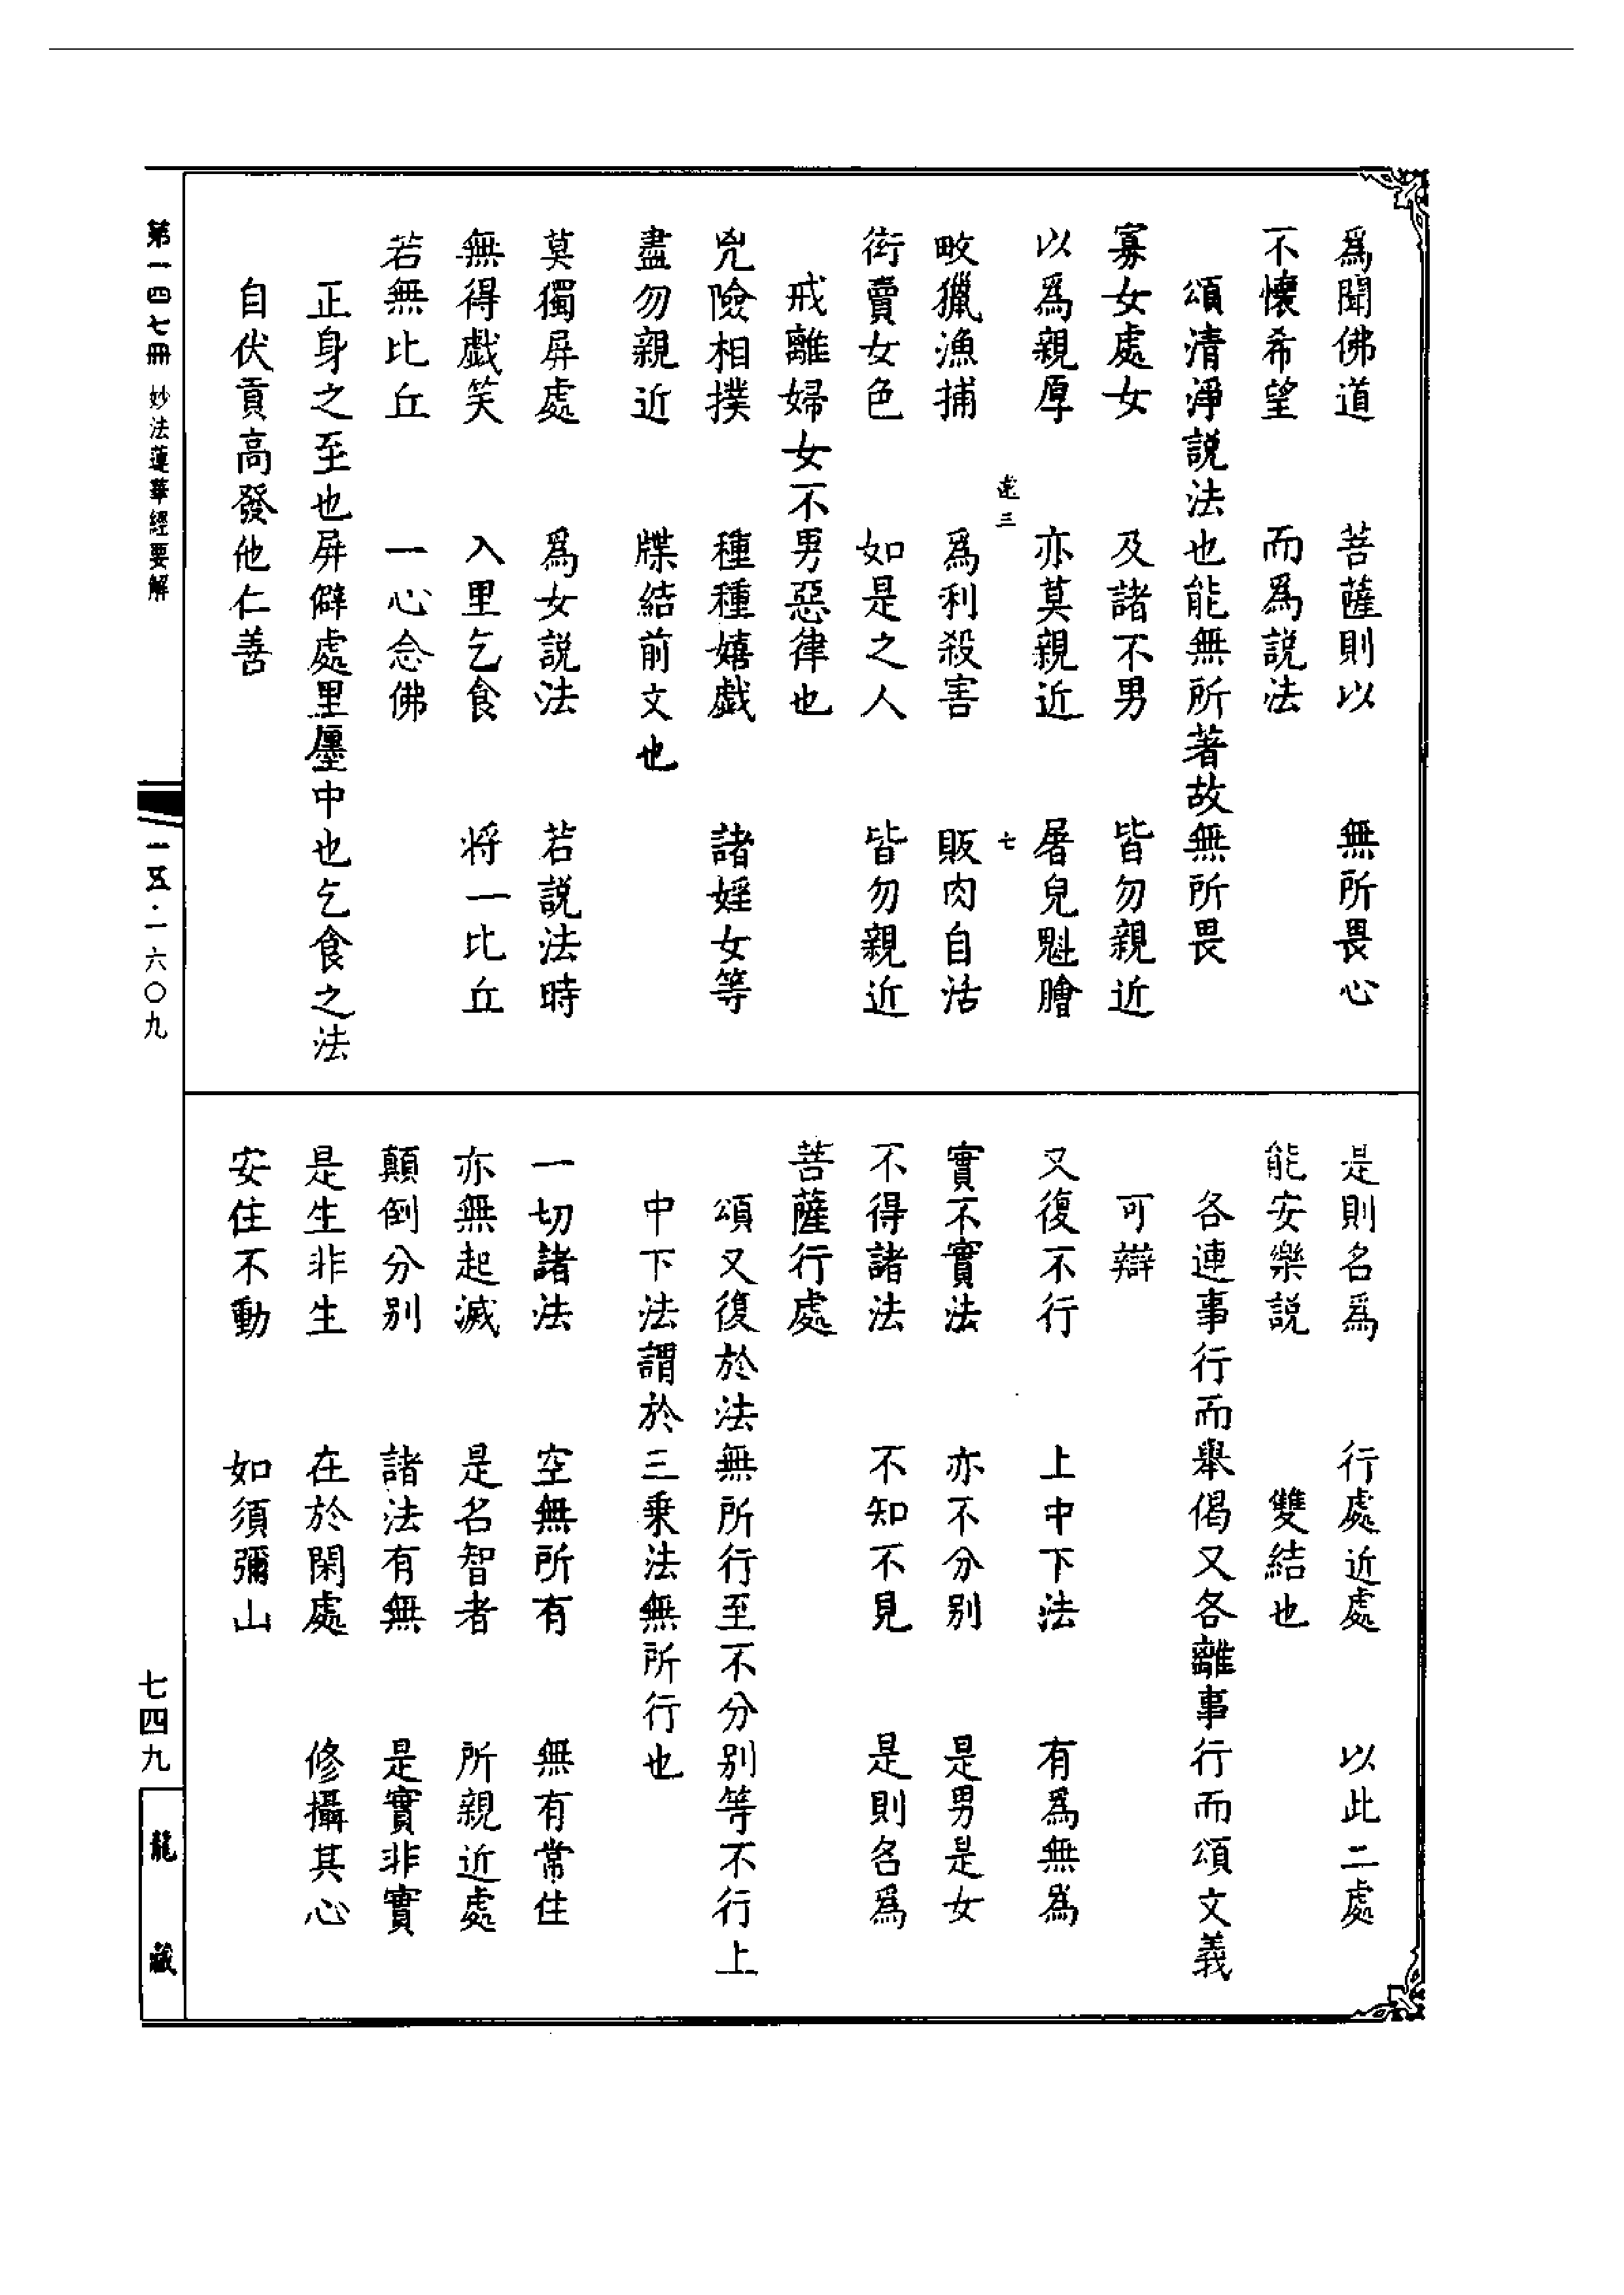 為聞佛道　菩薩則以　無所畏心
不懷希望　而為說法
頌清淨說法也能無所著故無所畏
寡女處女　及諸不男　皆勿親近
以為親厚　亦莫親近　屠兒魁膾
遠三　七
畋獵漁捕　為利殺害　販肉自活
衒賣女色　如是之人　皆勿親近
戒離婦女不男惡律也
兇險相撲　種種嬉戲　諸婬女等
盡勿親近　牒結前文也
莫獨屏處　為女說法　若說法時
無得戲笑　入里乞食　將一比丘
若無比丘　一心念佛
正身之至也屏僻處里廛中也乞食之法
自伏貢高發他仁善
是則名為　行處近處　以此二處
能安樂說　雙結也
各連事行而舉偈又各離事行而頌文義
可辯
又復不行　上中下法　有為無為
實不實法　亦不分別　是男是女
不得諸法　不知不見　是則名為
菩薩行處
頌又復於法無所行至不分別等不行上
中下法謂於三乘法無所行也
一切諸法　空無所有　無有常住
亦無起滅　是名智者　所親近處
顛倒分別　諸法有無　是實非實
是生非生　在於閑處　修攝其心
安住不動　如須彌山
第一四七冊　妙法蓮華經要解
一五五・一六〇九
七四九
龍藏